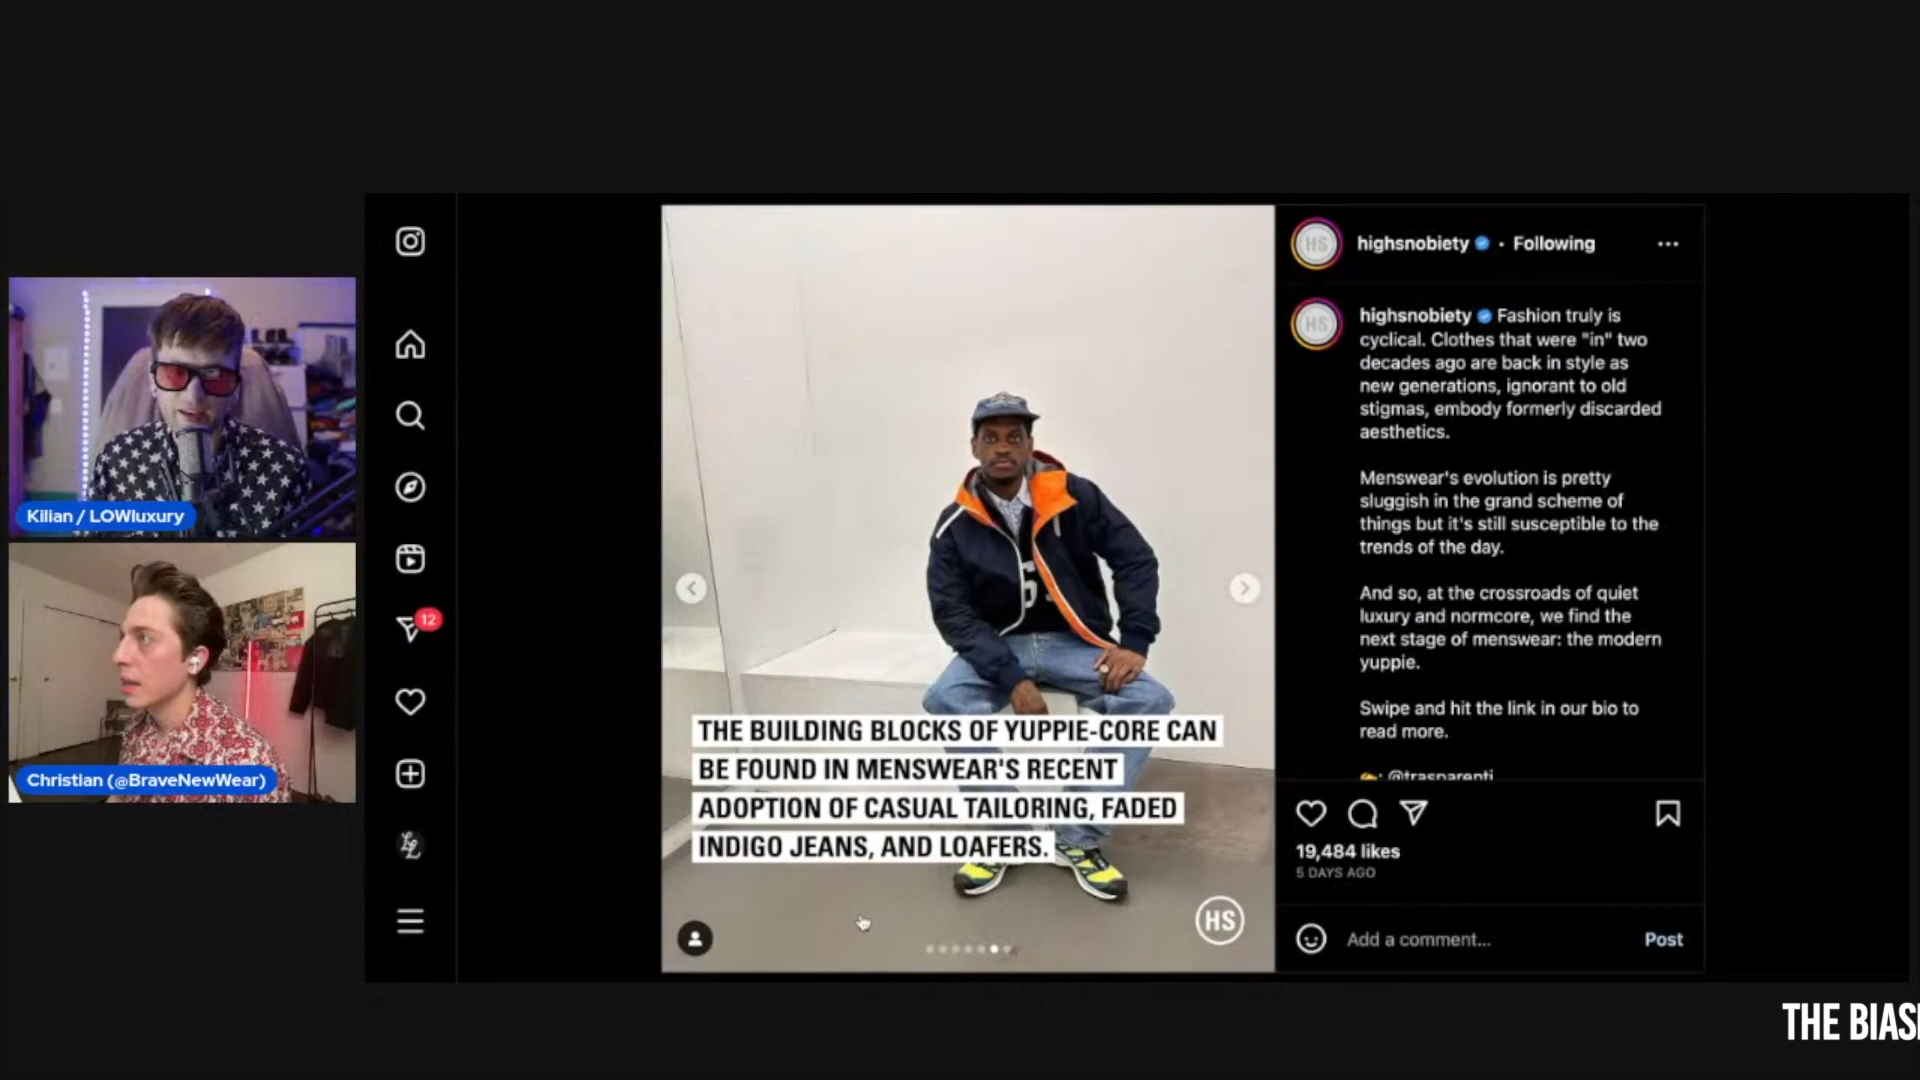 Kilian / LOWluxury
Christian (@BraveNewWear)
12
THE BUILDING BLOCKS OF YUPPIE-CORE CAN
BE FOUND IN MENSWEAR'S RECENT
ADOPTION OF CASUAL TAILORING, FADED
INDIGO JEANS, AND LOAFERS.
HS
HS
highsnobiety • Following
HS
highsnobiety Fashion truly is
cyclical. Clothes that were "in" two
decades ago are back in style as
new generations, ignorant to old
stigmas, embody formerly discarded
aesthetics.
Menswear's evolution is pretty
sluggish in the grand scheme of
things but it's still susceptible to the
trends of the day.
And so, at the crossroads of quiet
luxury and normcore, we find the
next stage of menswear: the modern
yuppie.
Swipe and hit the link in our bio to
read more.
: @trasparenti
19,484 likes
5 DAYS AGO
Add a comment... Post
THE BIAS